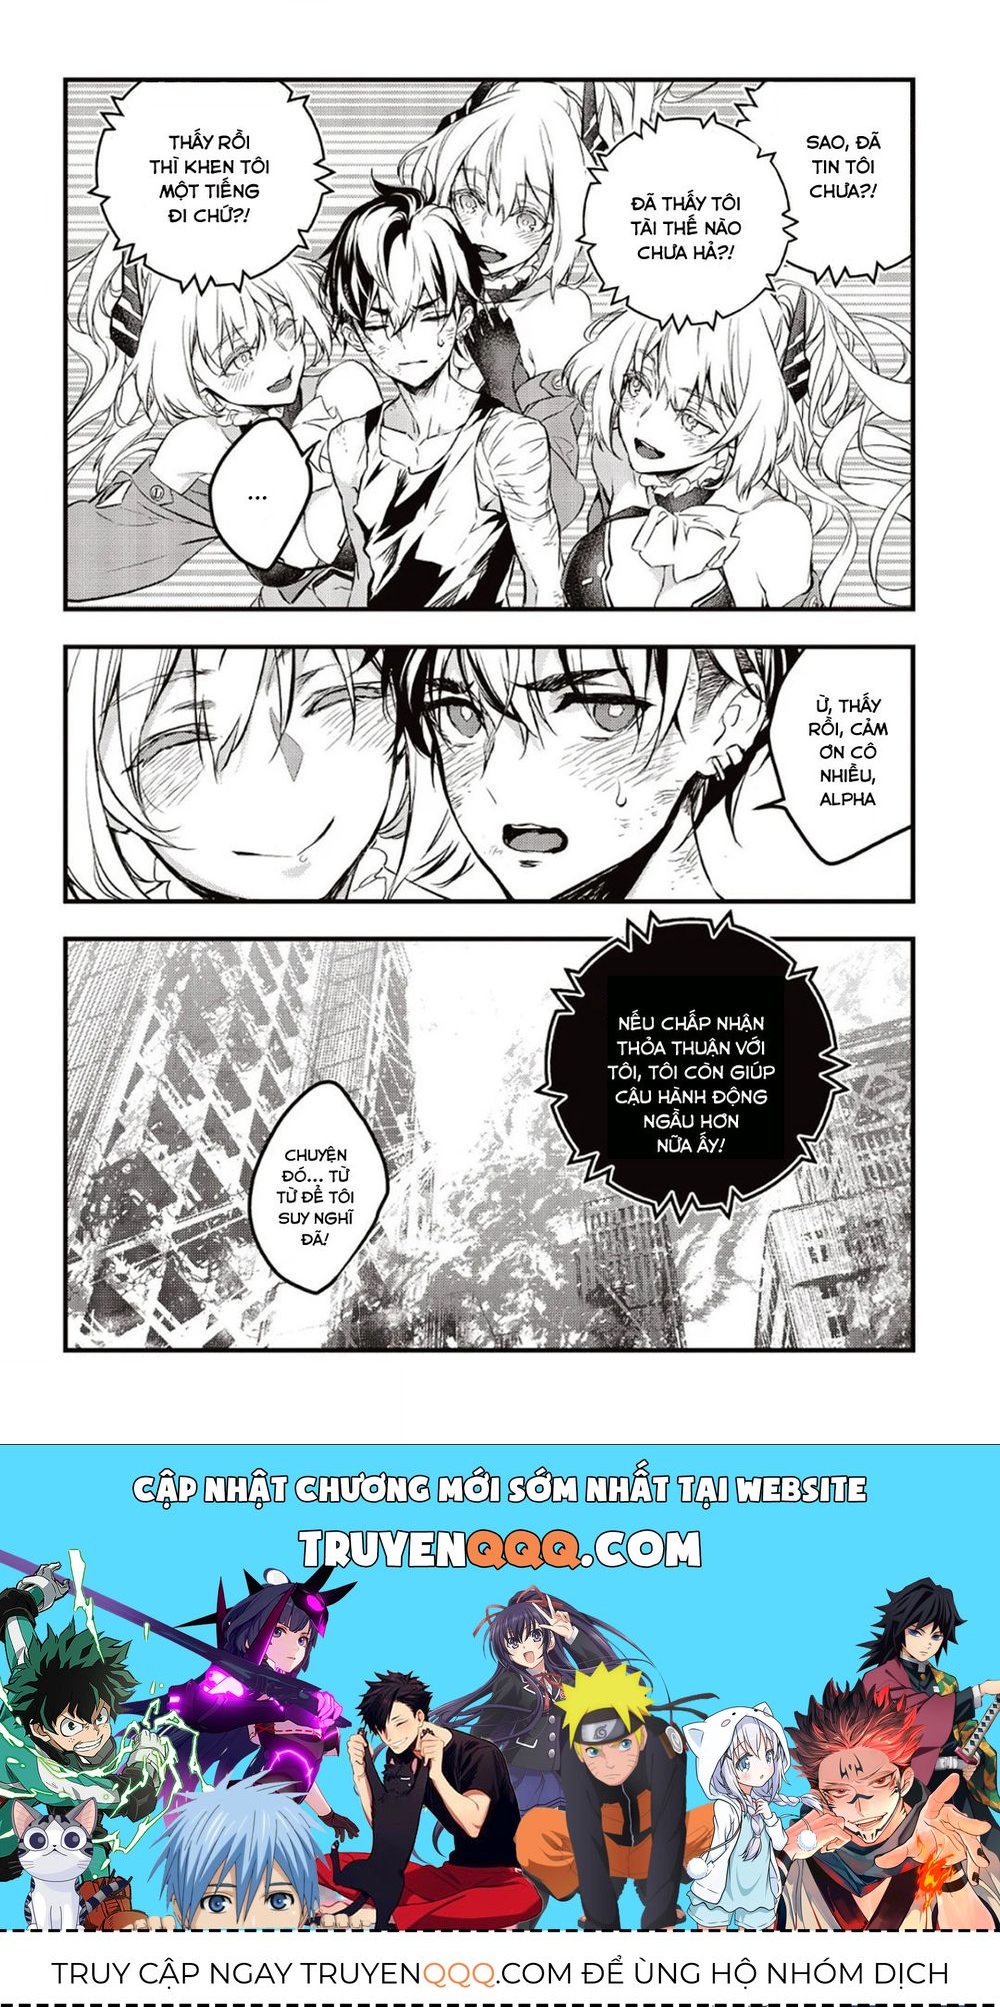 SAO, ĐÃ
TIN TÔI
CHƯA?!
ĐÃ THẤY TÔI
TÀI THẾ NÀO
CHƯA HẢ?!
THẤY RỒI
THÌ KHEN TÔI
MỘT TIẾNG
ĐI CHỨ?!
...
Ừ, THẤY
RỒI, CẢM
ƠN CÔ
NHIỀU,
ALPHA
NẾU CHẤP NHẬN
THỎA THUẬN VỚI
TÔI, TÔI CÒN GIÚP
CẬU HÀNH ĐỘNG
NGẦU HƠN
NỮA ẤY!
CHUYỆN
ĐÓ... TỪ
TỪ ĐỂ TÔI
SUY NGHĨ
ĐÃ!
CẬP NHẬT CHƯƠNG MỚI SỚM NHẤT TẠI WEBSITE
TRUYENQQQ.COM
TRUY CẬP NGAY TRUYENQQQ.COM ĐỂ ỦNG HỘ NHÓM DỊCH